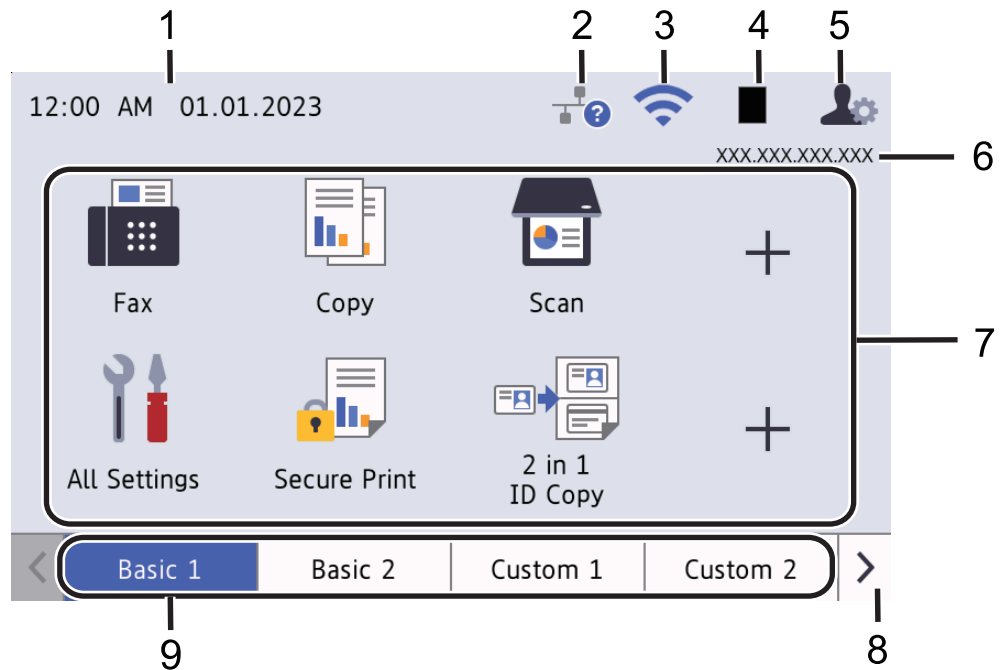 1 2 3 4 5
12:00 AM 01.01.2023
?
XXX.XXX.XXX.XXX 6
Fax Copy Scan
7
All Settings Secure Print 2 in 1
ID Copy
Basic 1 Basic 2 Custom 1 Custom 2
9 8